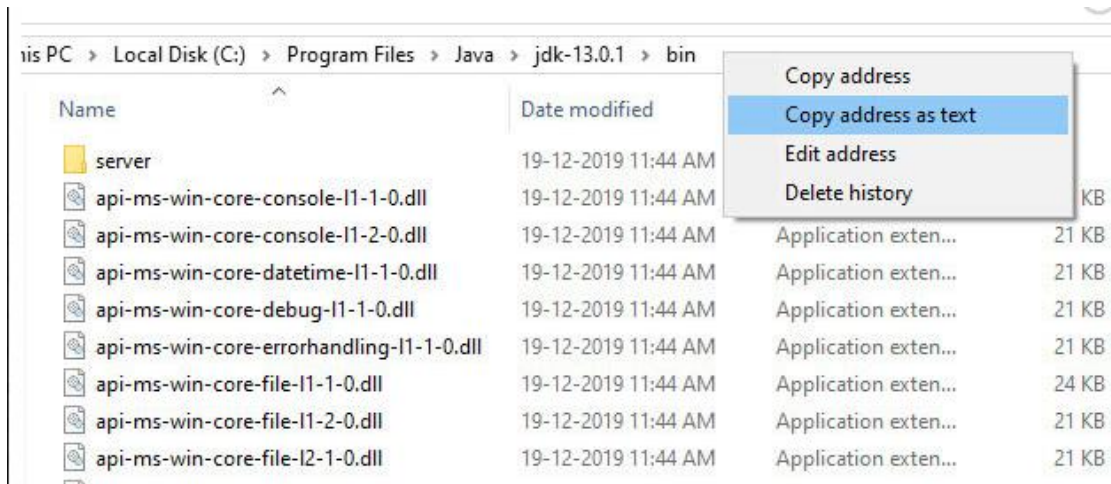 his PC > Local Disk (C:) > Program Files > Java > jdk-13.0.1 > bin
Copy address
Name Date modified
Copy address as text
Edit address
server 19-12-2019 11:44 AM
Delete history
api-ms-win-core-console-l1-1-0.dll 19-12-2019 11:44 AM KB
api-ms-win-core-console-l1-2-0.dll 19-12-2019 11:44 AM Application exten... 21 KB
api-ms-win-core-datetime-l1-1-0.dll 19-12-2019 11:44 AM Application exten... 21 KB
api-ms-win-core-debug-l1-1-0.dll 19-12-2019 11:44 AM Application exten... 21 KB
api-ms-win-core-errorhandling-l1-1-0.dll 19-12-2019 11:44 AM Application exten... 21 KB
api-ms-win-core-file-l1-1-0.dll 19-12-2019 11:44 AM Application exten... 24 KB
api-ms-win-core-file-l1-2-0.dll 19-12-2019 11:44 AM Application exten... 21 KB
api-ms-win-core-file-l2-1-0.dll 19-12-2019 11:44 AM Application exten... 21 KB